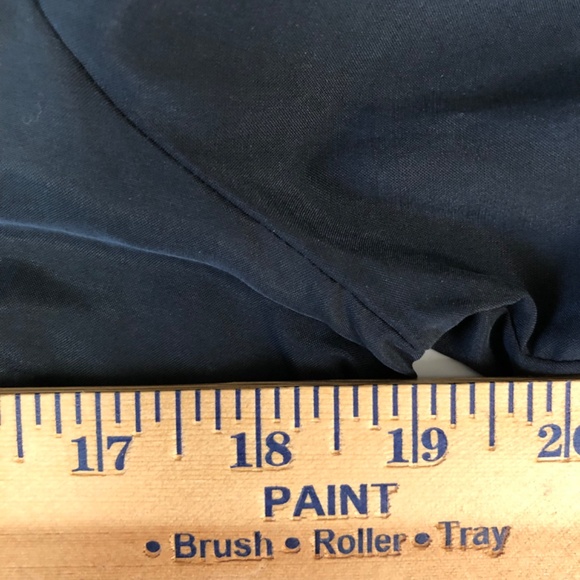 17 18 19 20
PAINT
• Brush • Roller • Tray